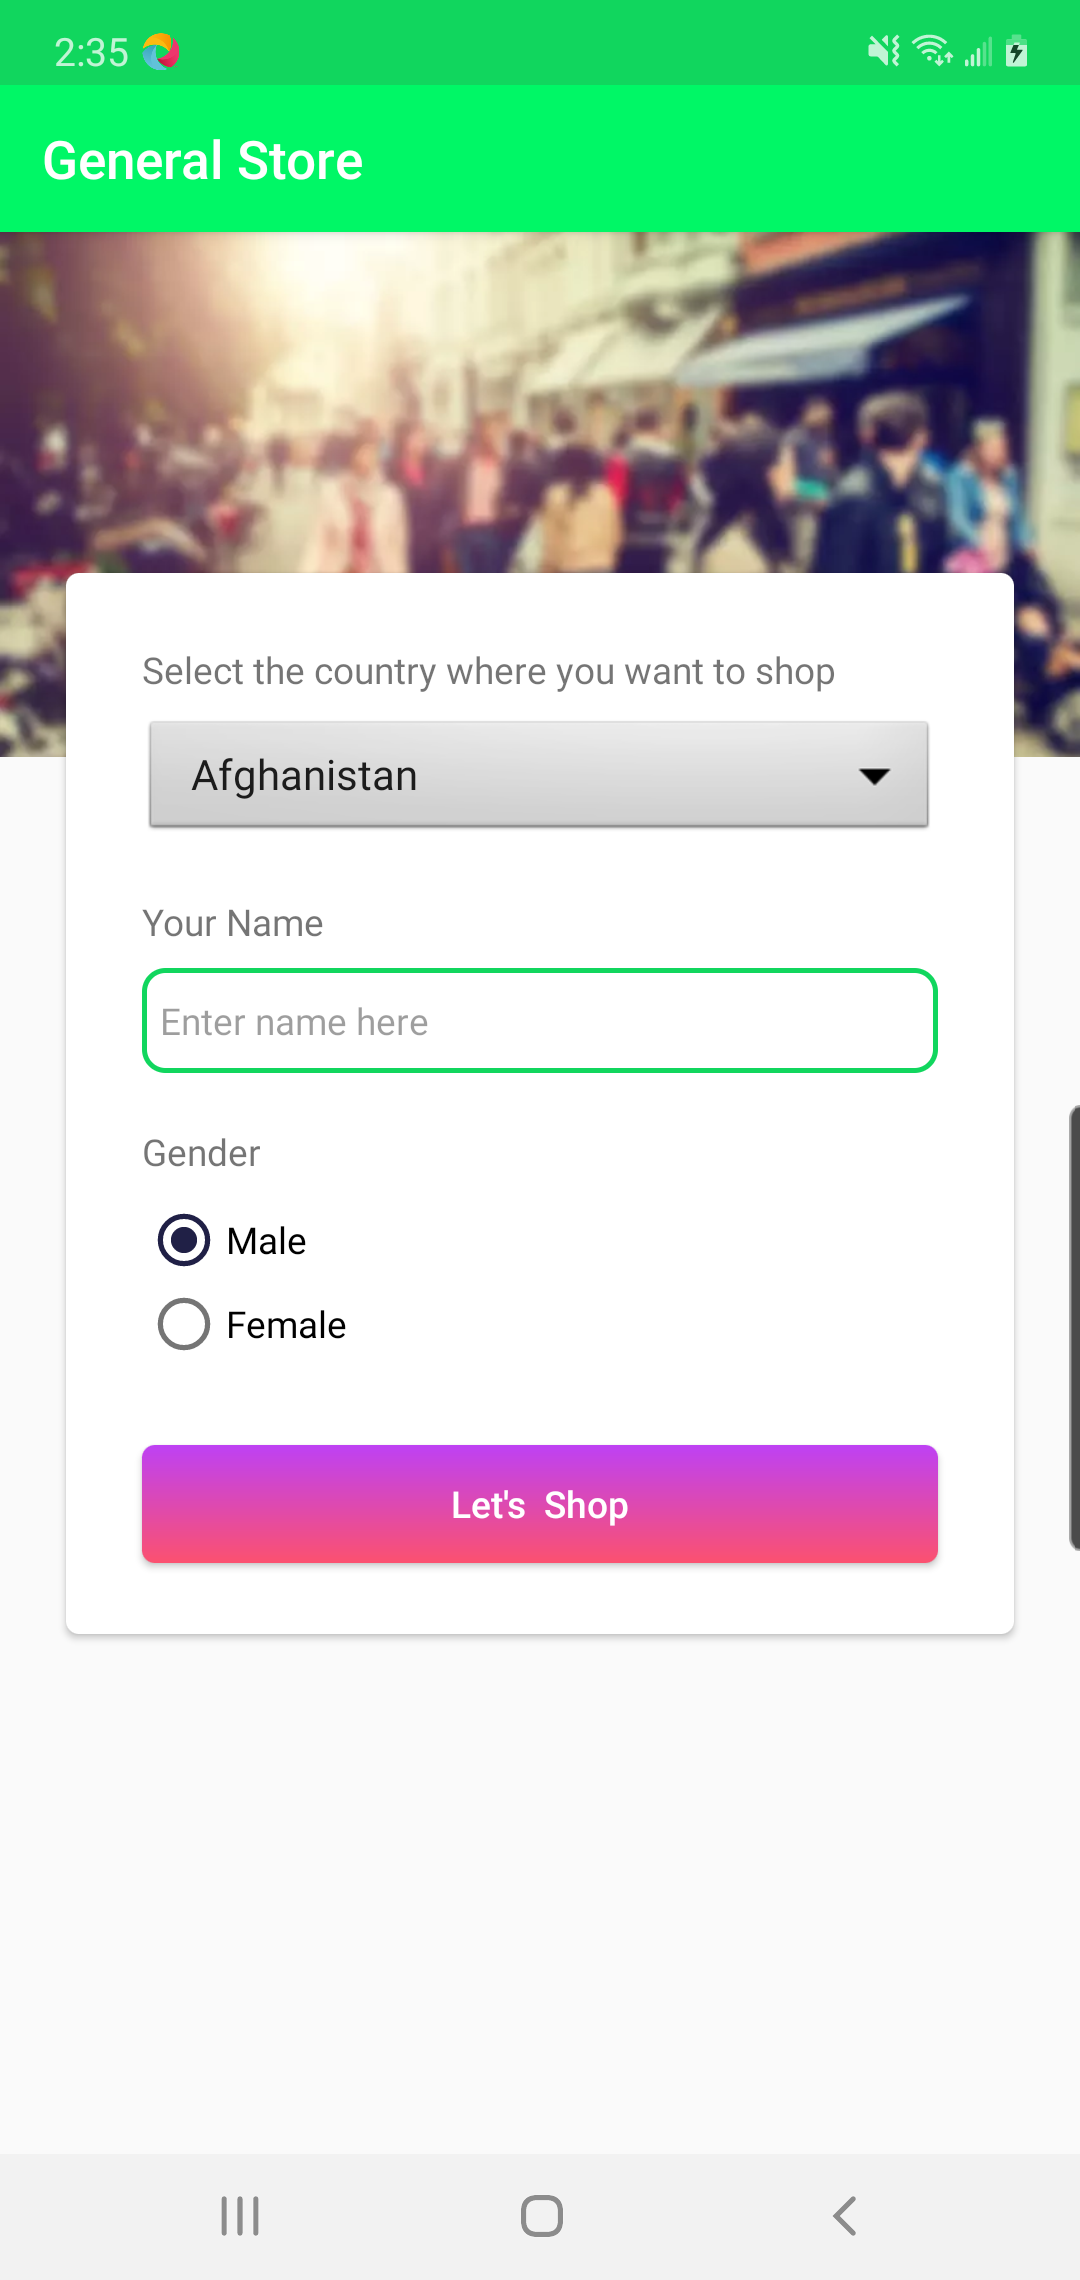 2:35
General Store
Select the country where you want to shop
Afghanistan
Your Name
Enter name here
Gender
Male
Female
Let's  Shop